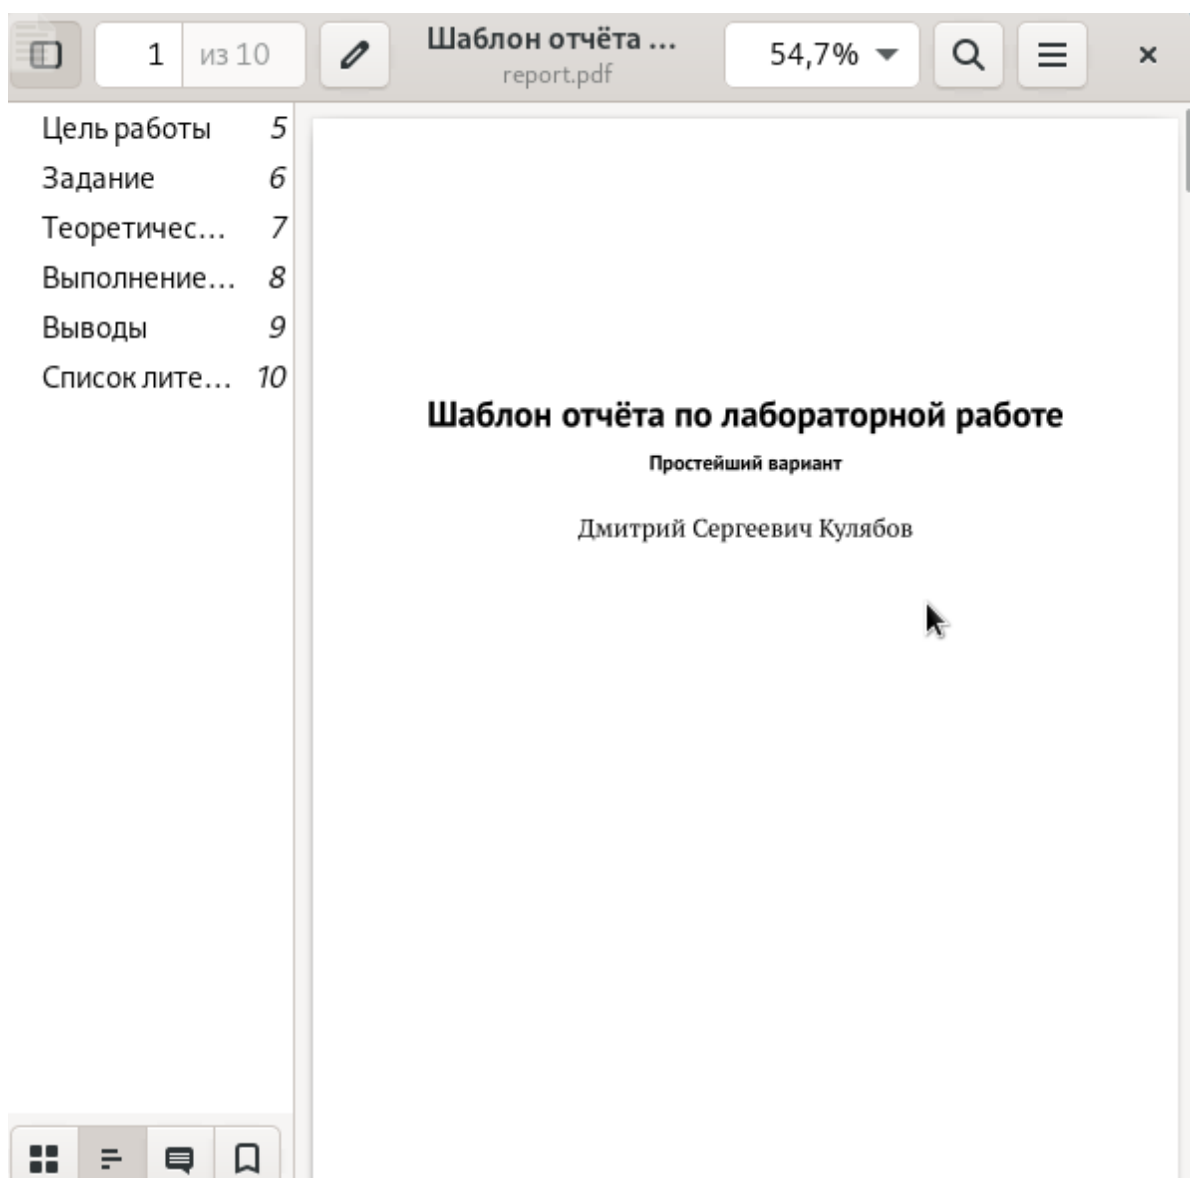 1 из 10 Шаблон отчёта ... 54,7%
report.pdf
Цель работы 5
Задание 6
Теоретичес... 7
Выполнение... 8
Выводы 9
Список лите... 10
Шаблон отчёта по лабораторной работе
Простейший вариант
Дмитрий Сергеевич Кулябов